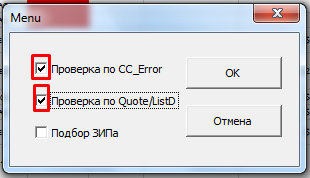 Menu
Проверка по CC_Error
OK
Проверка по Quote/ListD
Отмена
Подбор ЗИПа